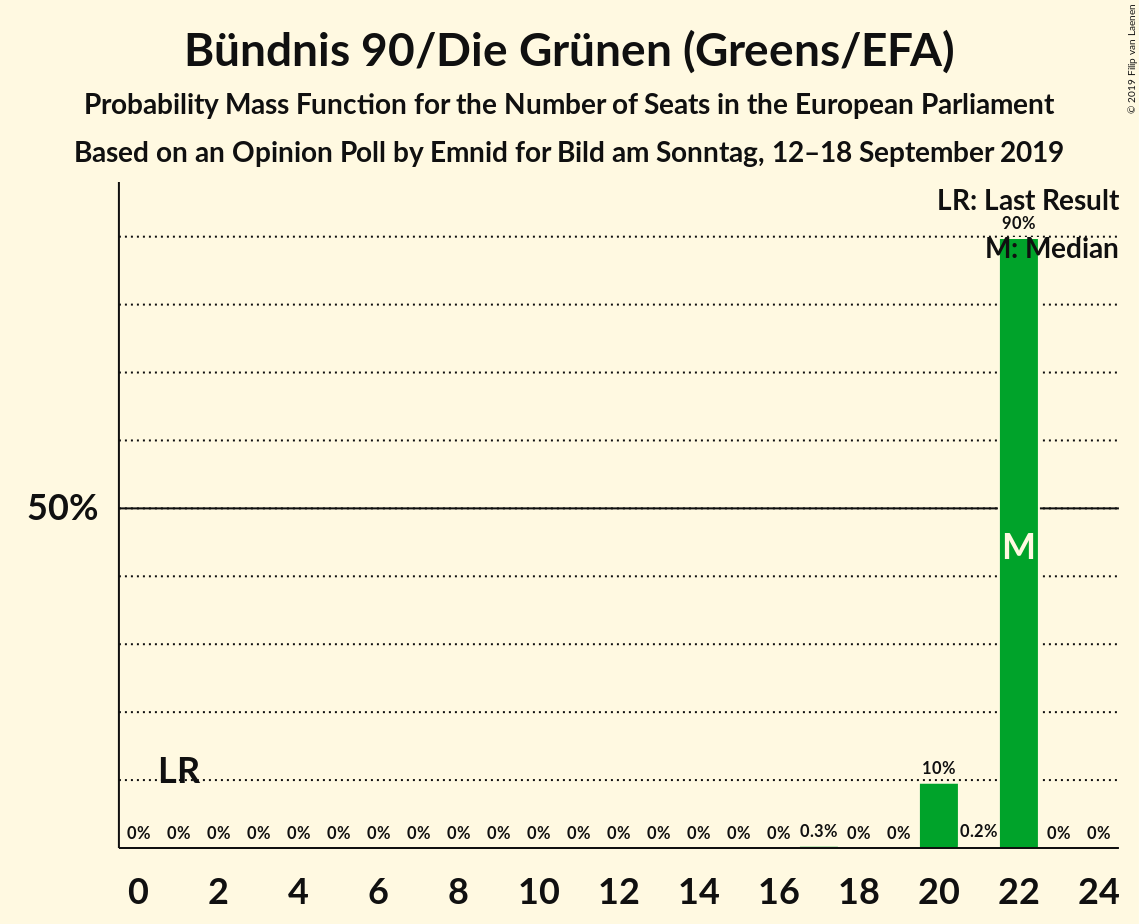 Bündnis 90/Die Grünen (Greens/EFA)
Probability Mass Function for the Number of Seats in the European Parliament
Based on an Opinion Poll by Emnid for Bild am Sonntag, 12–18 September 2019
© 2019 Filip van Laenen
LR: Last Result
90%
M: Median
50%
M
LR
10%
0% 0% 0% 0% 0% 0% 0% 0% 0% 0% 0% 0% 0% 0% 0% 0% 0% 0.3% 0% 0% 0.2% 0% 0%
0 2 4 6 8 10 12 14 16 18 20 22 24